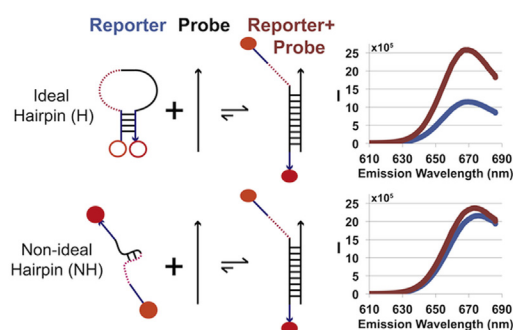 Reporter Probe Reporter+
Probe
Ideal
Hairpin (H)
+
x10⁵
I
30
25
20
15
10
5
0
610 630 650 670 690
Emission Wavelength (nm)
Non-ideal
Hairpin (NH)
+
x10⁵
I
25
20
15
10
5
0
610 630 650 670 690
Emission Wavelength (nm)